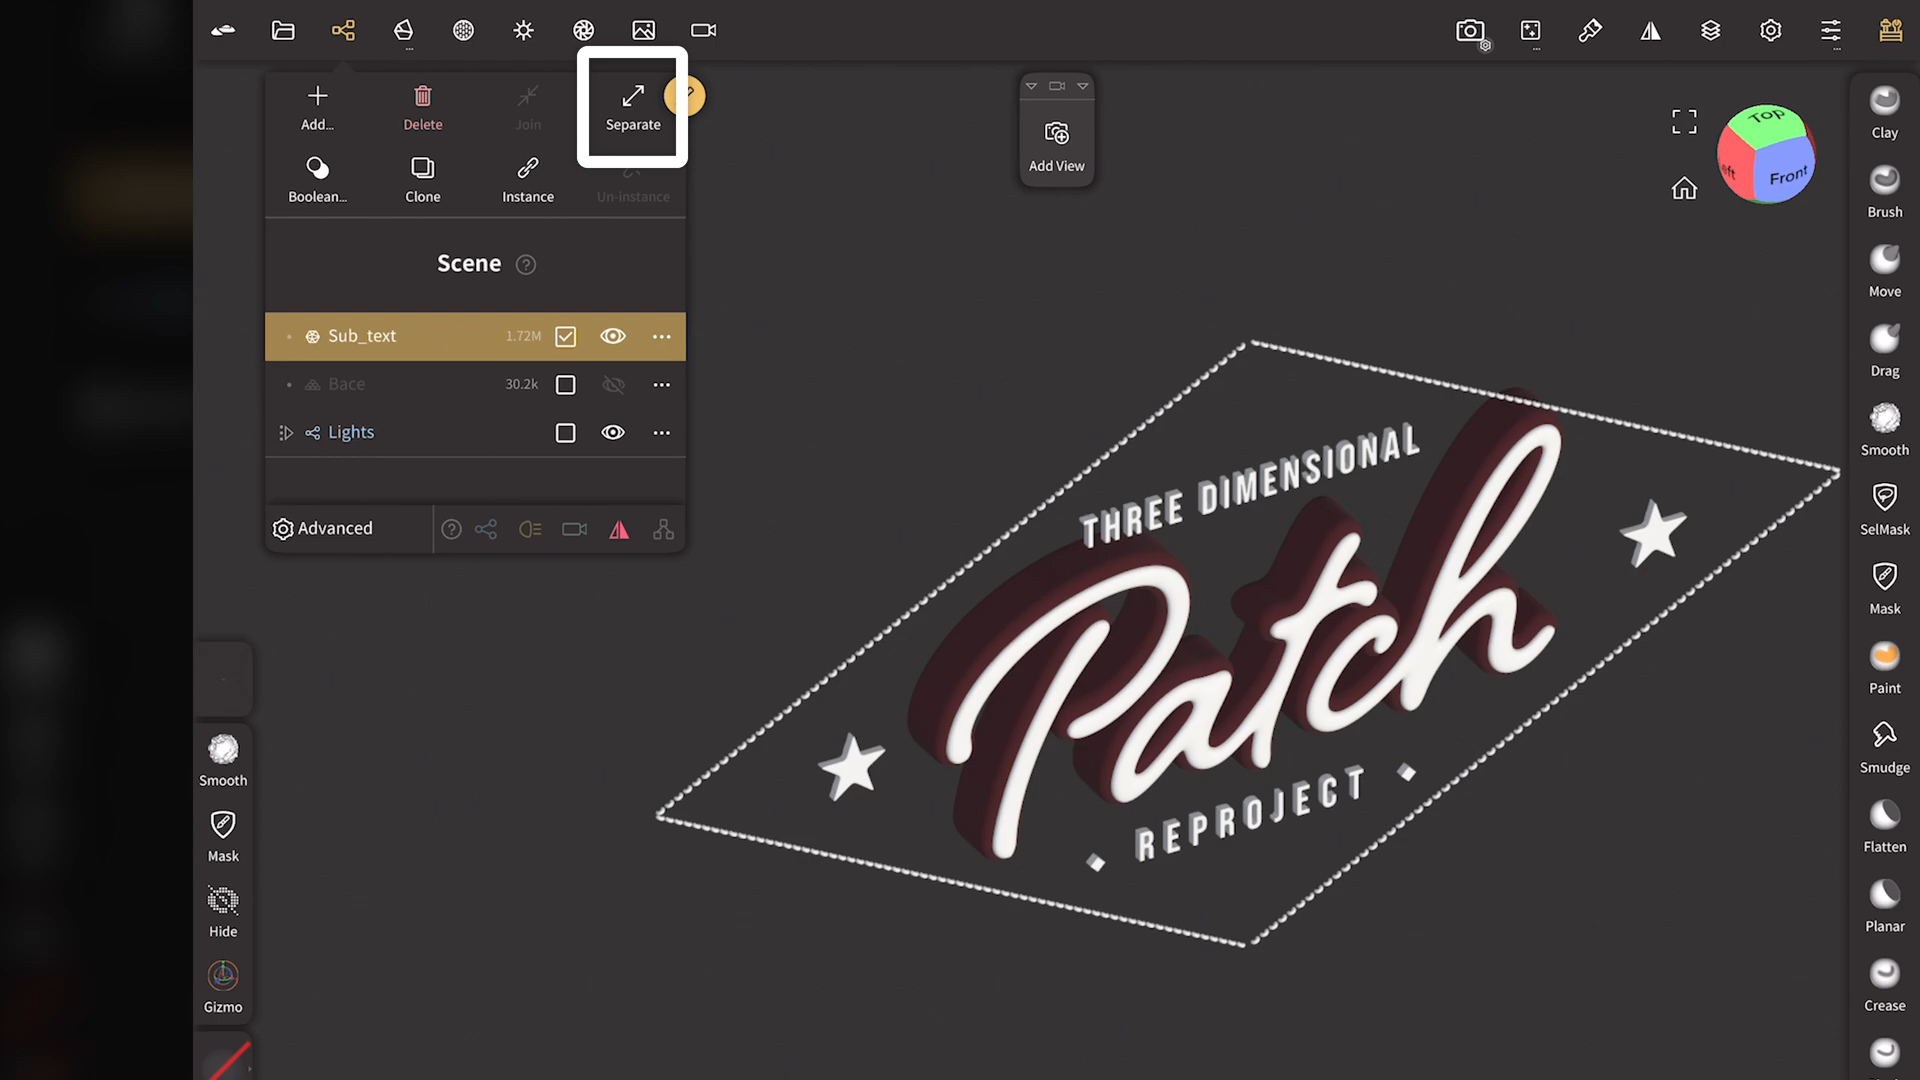 Add...
Delete
Join
Separate
Boolean...
Clone
Instance
Un-instance
Scene
Sub_text 1.72M
Bace 30.2k
Lights
Advanced
Add View
Top
Front
THREE DIMENSIONAL
Patch
REPROJECT
Smooth
Mask
Hide
Gizmo
Clay
Brush
Move
Drag
Smooth
SelMask
Mask
Paint
Smudge
Flatten
Planar
Crease